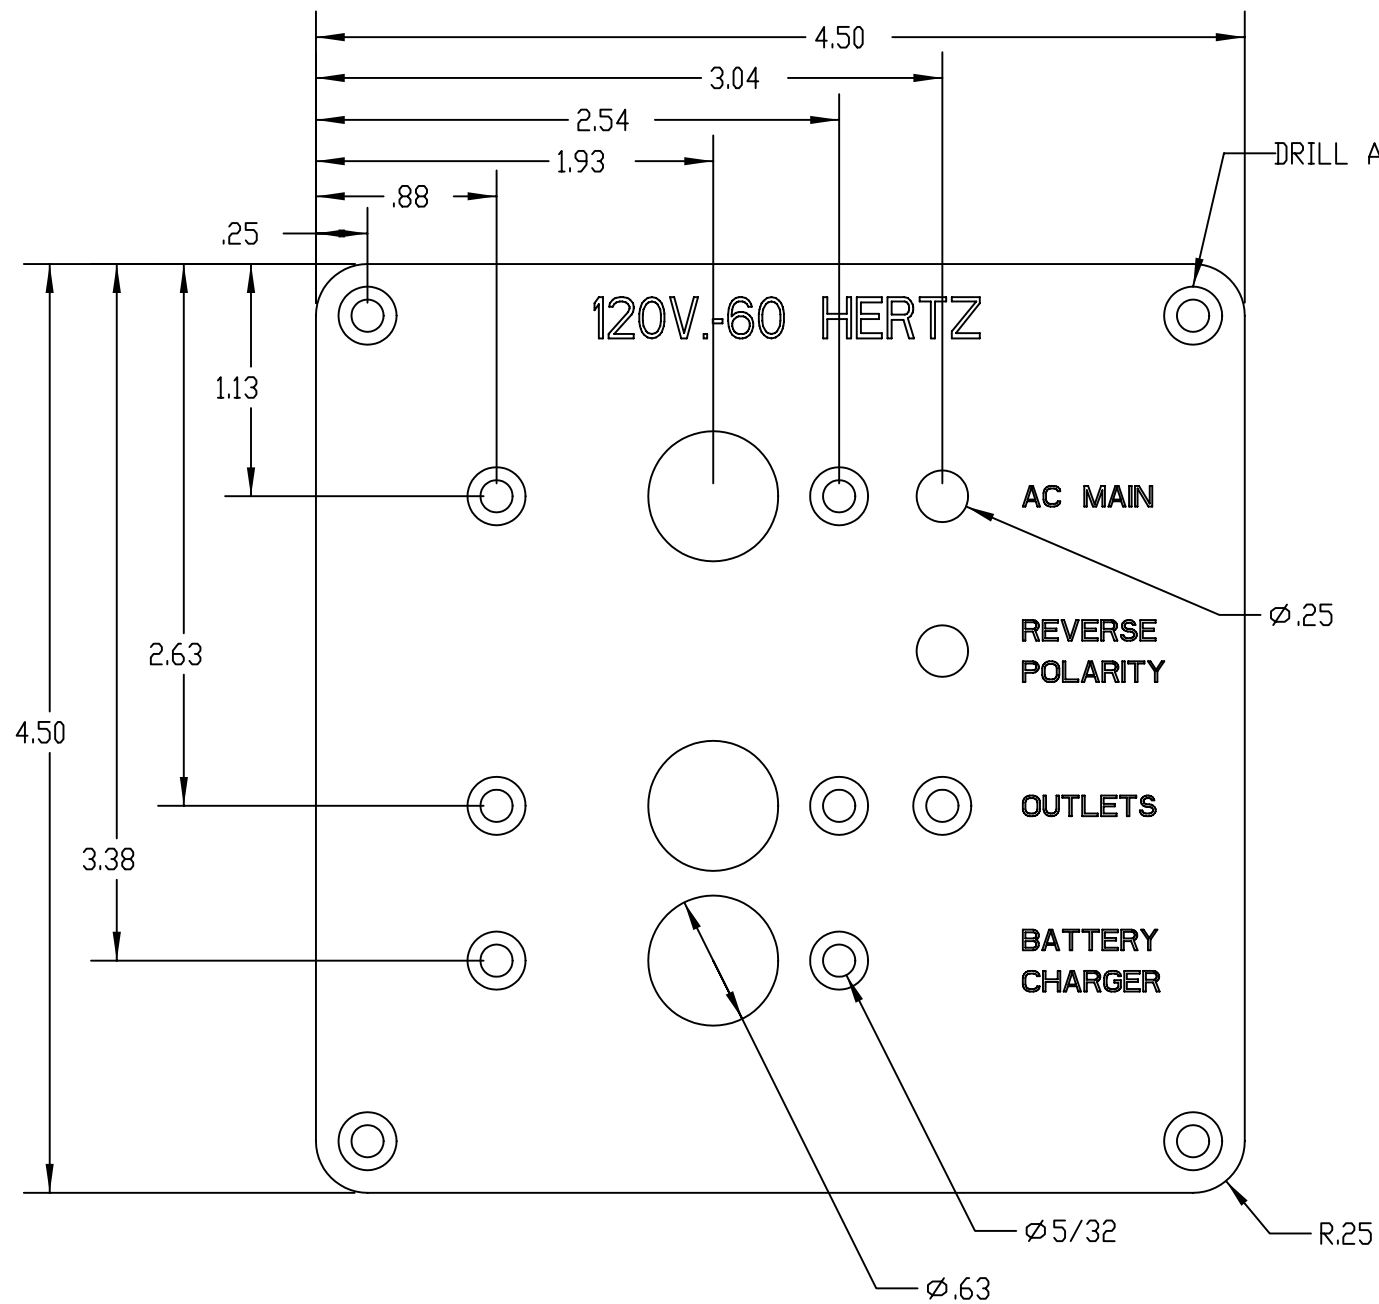 4.50
3.04
2.54
1.93
.88
.25
DRILL A
120V.-60 HERTZ
1.13
AC MAIN
Ø.25
REVERSE
POLARITY
2.63
4.50
OUTLETS
3.38
BATTERY
CHARGER
Ø5/32
R.25
Ø.63